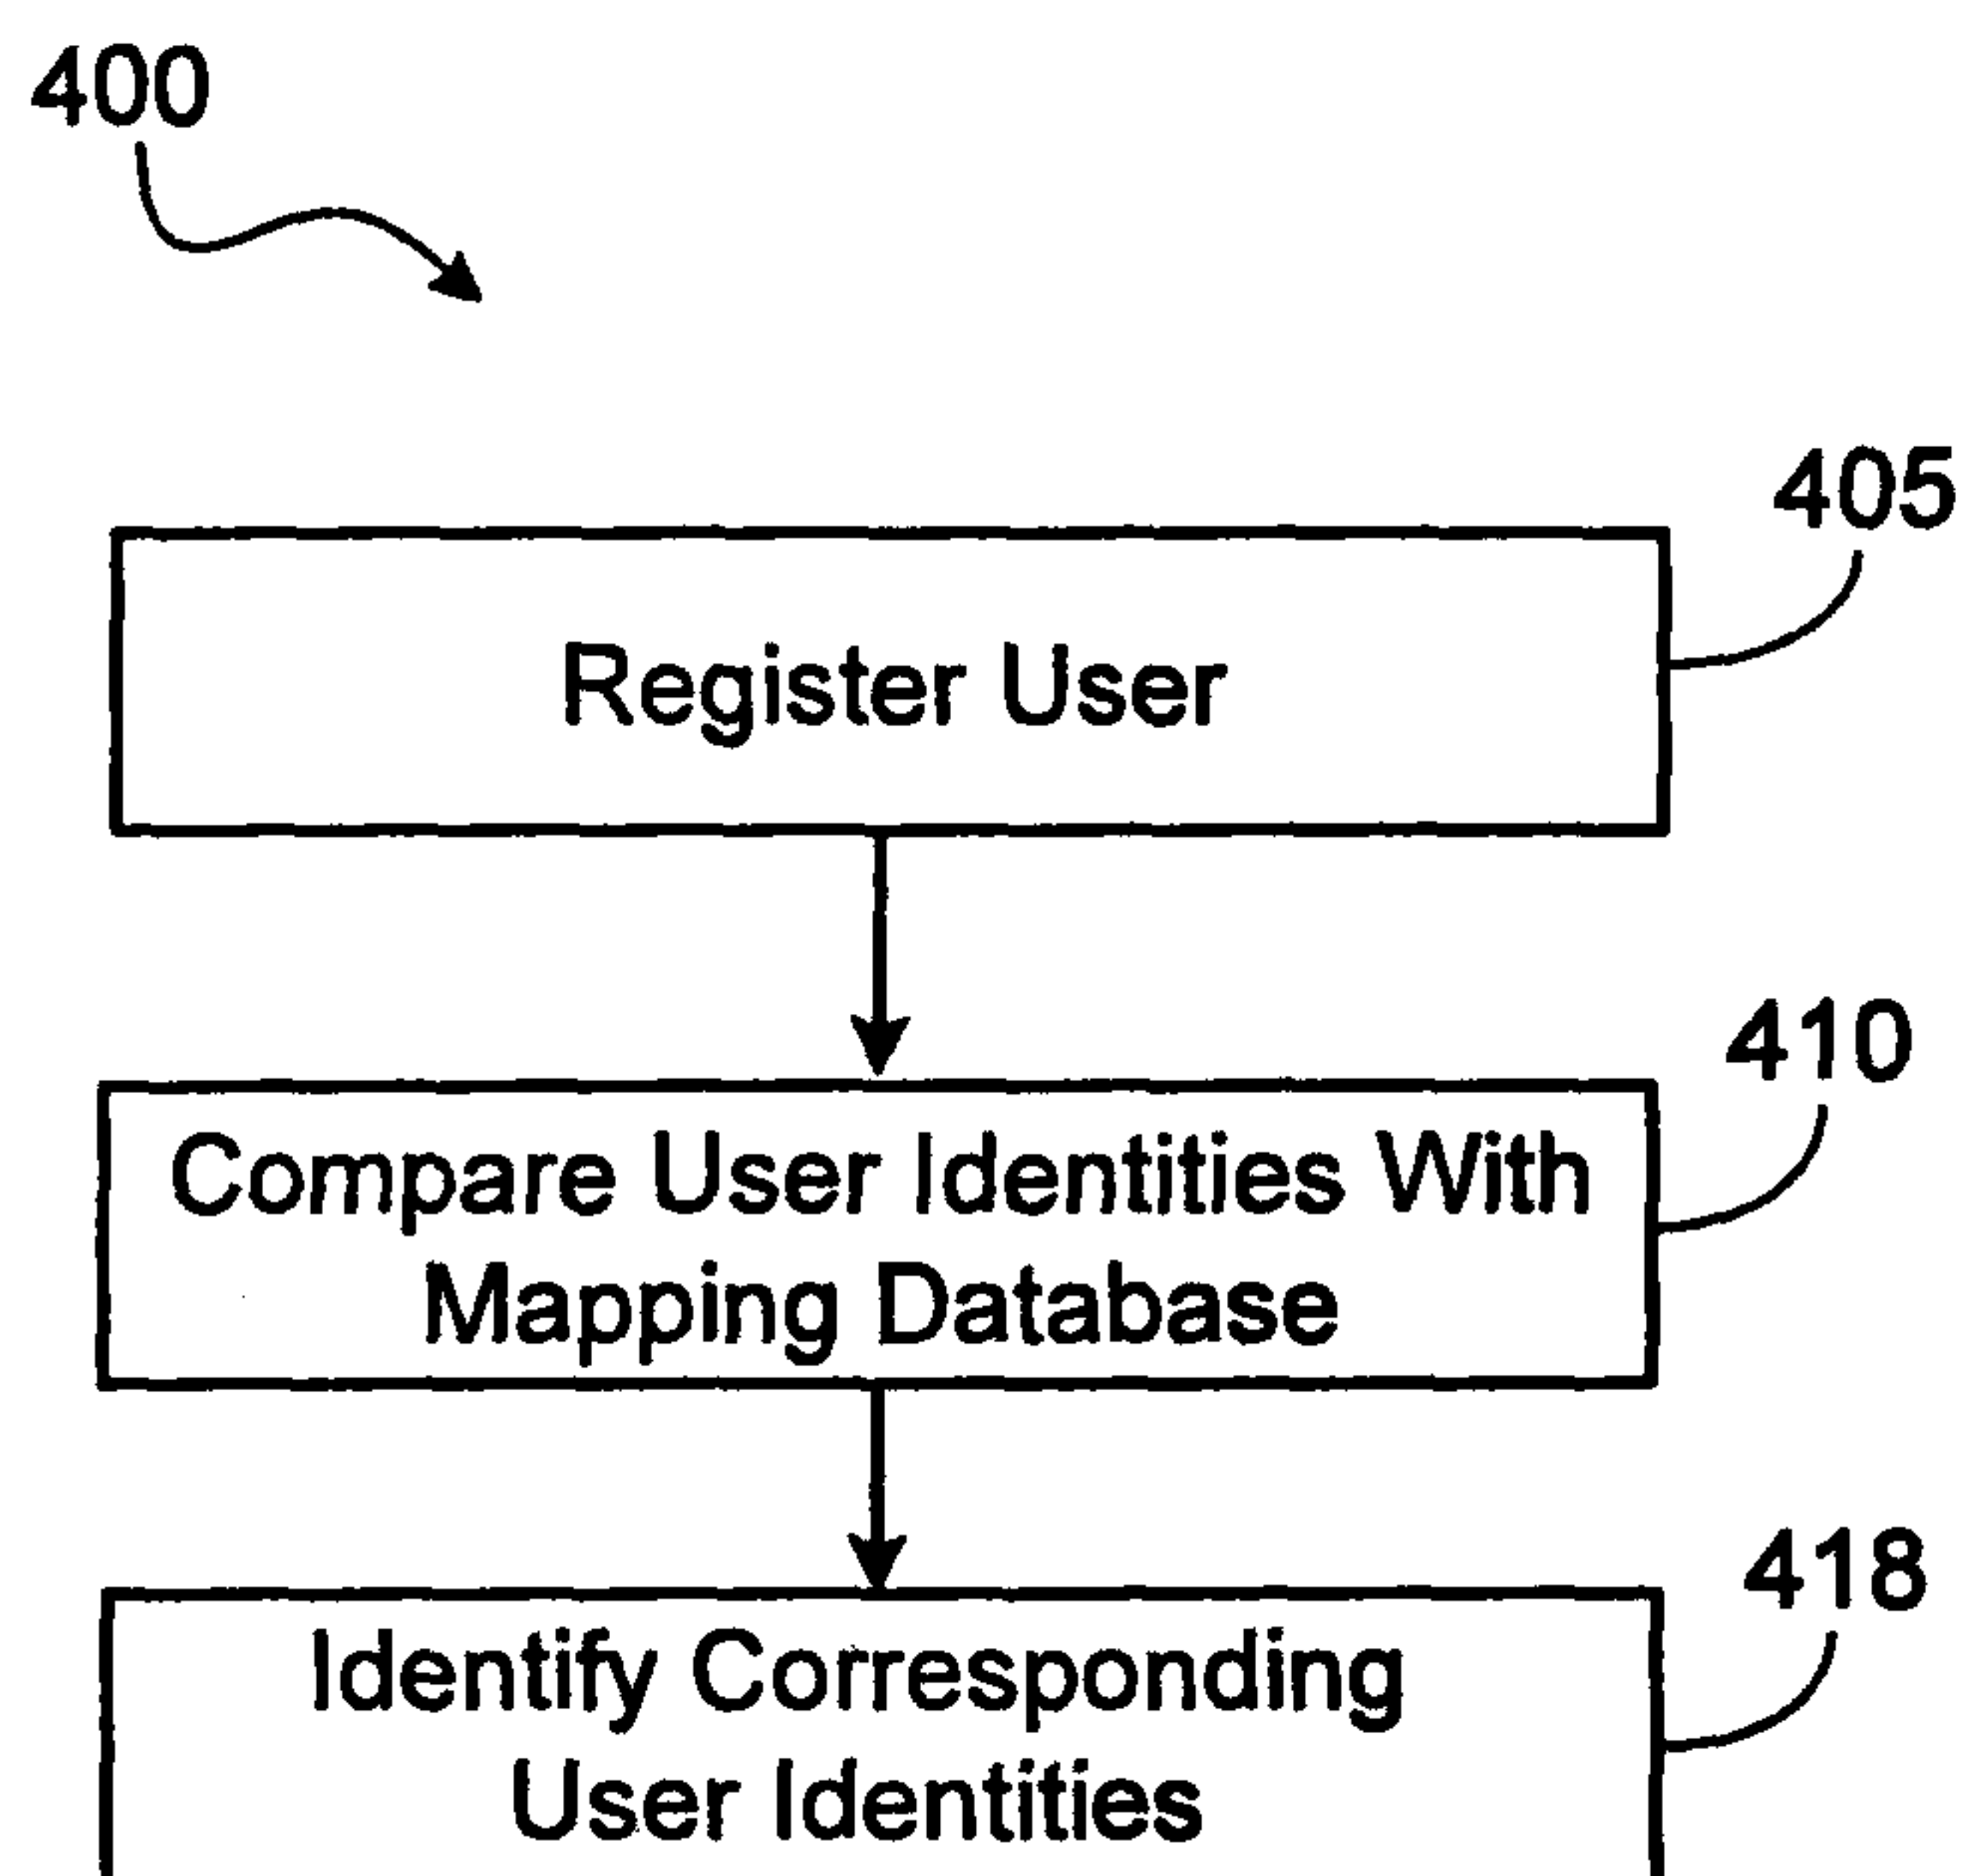 400
405
Register User
410
Compare User Identities With
Mapping Database
418
Identify Corresponding
User Identities